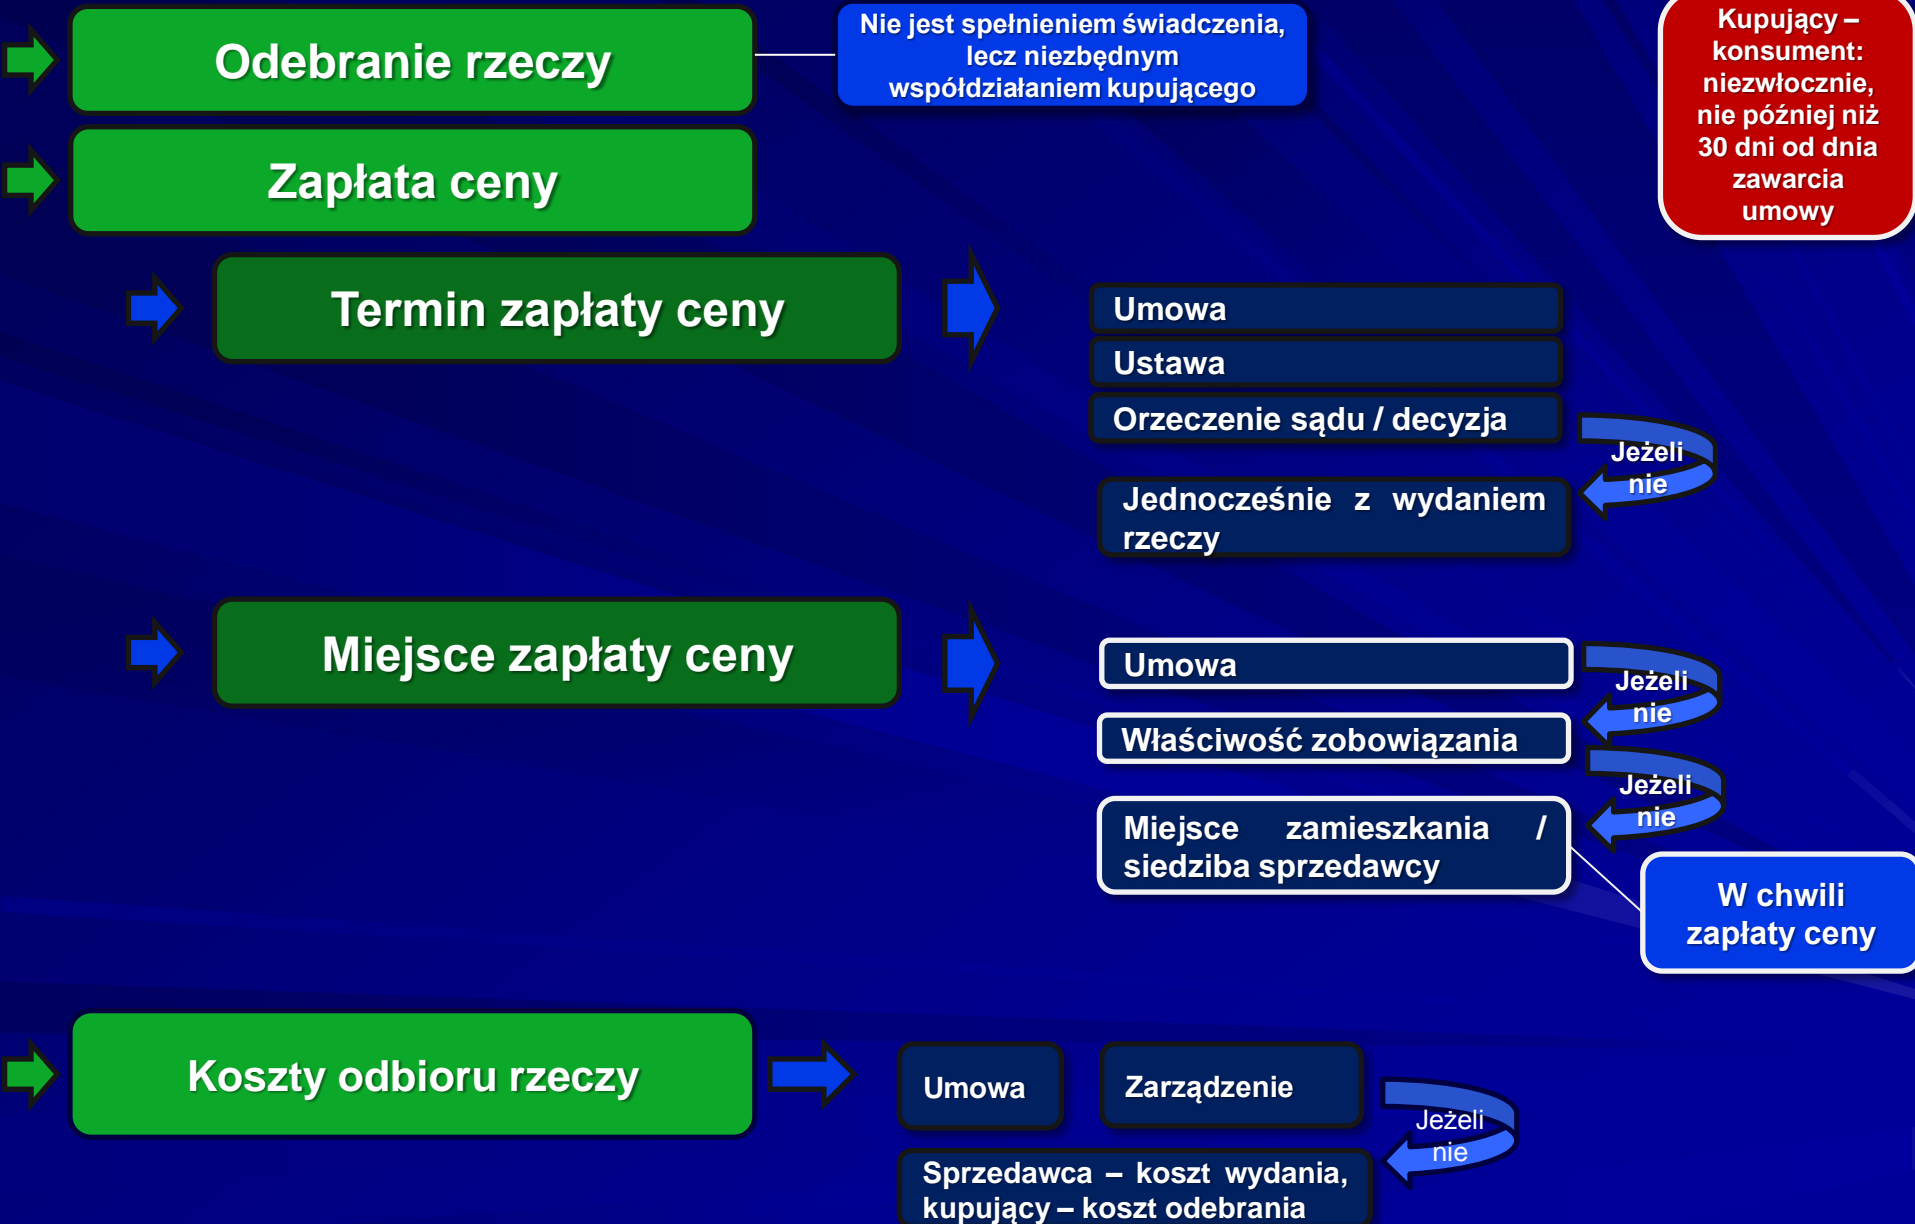 Odebranie rzeczy
Nie jest spełnieniem świadczenia,
lecz niezbędnym
współdziałaniem kupującego
Kupujący –
konsument:
niezwłocznie,
nie później niż
30 dni od dnia
zawarcia
umowy
Zapłata ceny
Termin zapłaty ceny
Umowa
Ustawa
Orzeczenie sądu / decyzja
Jeżeli
nie
Jednocześnie z wydaniem
rzeczy
Miejsce zapłaty ceny
Umowa
Jeżeli
nie
Właściwość zobowiązania
Jeżeli
nie
Miejsce zamieszkania /
siedziba sprzedawcy
W chwili
zapłaty ceny
Koszty odbioru rzeczy
Umowa
Zarządzenie
Jeżeli
nie
Sprzedawca – koszt wydania,
kupujący – koszt odebrania